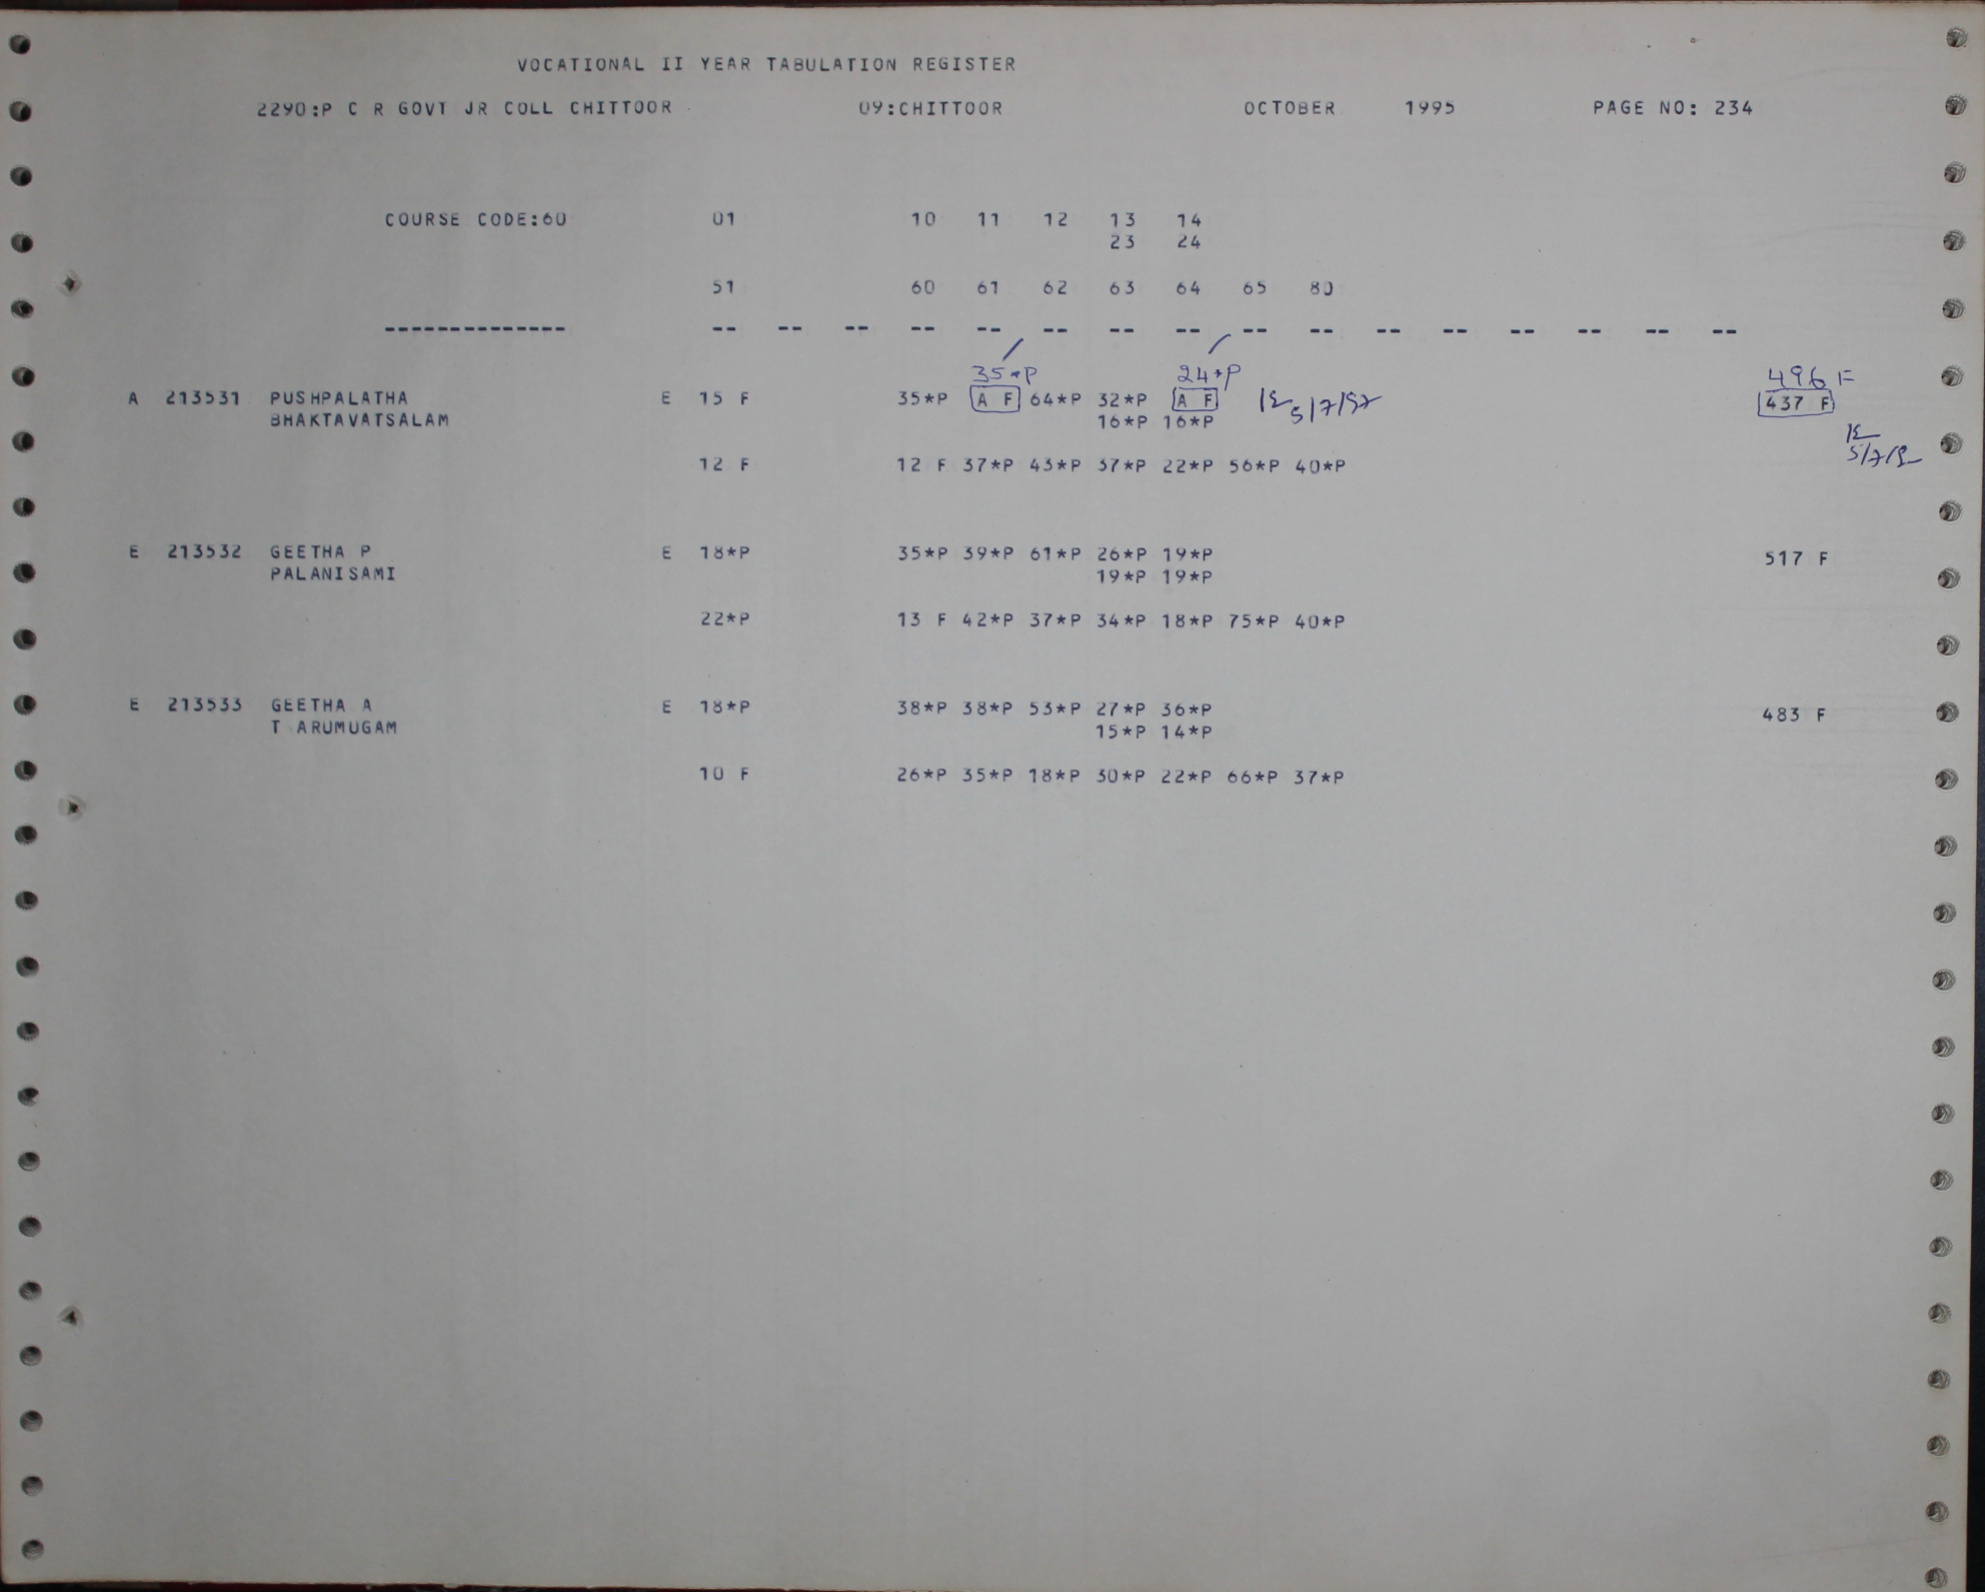 VOCATIONAL II YEAR TABULATION REGISTER
2290:P C R GOVT JR COLL CHITTOOR 09:CHITTOOR OCTOBER 1995 PAGE NO: 234
COURSE CODE:60 01 10 11 12 13 14
23 24
51 60 61 62 63 64 65 80
-------------- -- -- -- -- -- -- -- -- -- -- -- -- -- -- -- --
35*P 24*P 496 F
A 213531 PUSHPALATHA E 15 F 35*P A F 64*P 32*P A F 5/7/97 437 F
BHAKTAVATSALAM 16*P 16*P
12 F 12 F 37*P 43*P 37*P 22*P 56*P 40*P
E 213532 GEETHA P E 18*P 35*P 39*P 61*P 26*P 19*P 517 F
PALANISAMI 19*P 19*P
22*P 13 F 42*P 37*P 34*P 18*P 75*P 40*P
E 213533 GEETHA A E 18*P 38*P 38*P 53*P 27*P 36*P 483 F
T ARUMUGAM 15*P 14*P
10 F 26*P 35*P 18*P 30*P 22*P 66*P 37*P